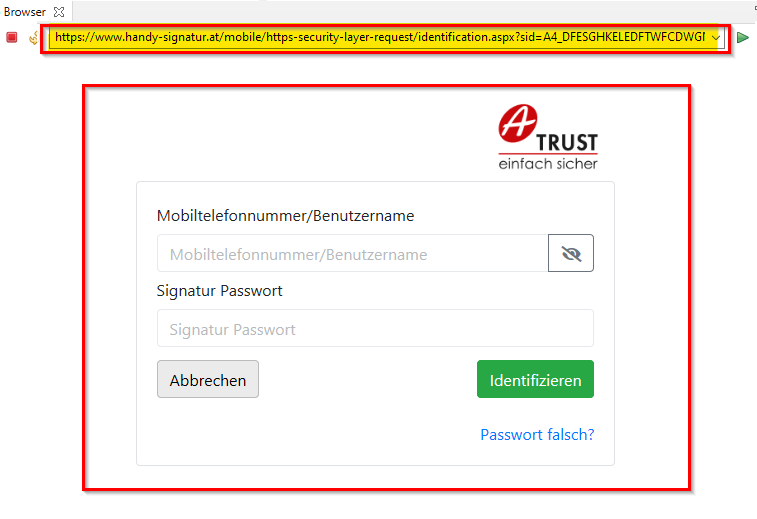 Browser
https://www.handy-signatur.at/mobile/https-security-layer-request/identification.aspx?sid=A4_DFESGHKELEDFTWFCDWGI
A
TRUST
einfach sicher
Mobiltelefonnummer/Benutzername
Mobiltelefonnummer/Benutzername
Signatur Passwort
Signatur Passwort
Abbrechen
Identifizieren
Passwort falsch?